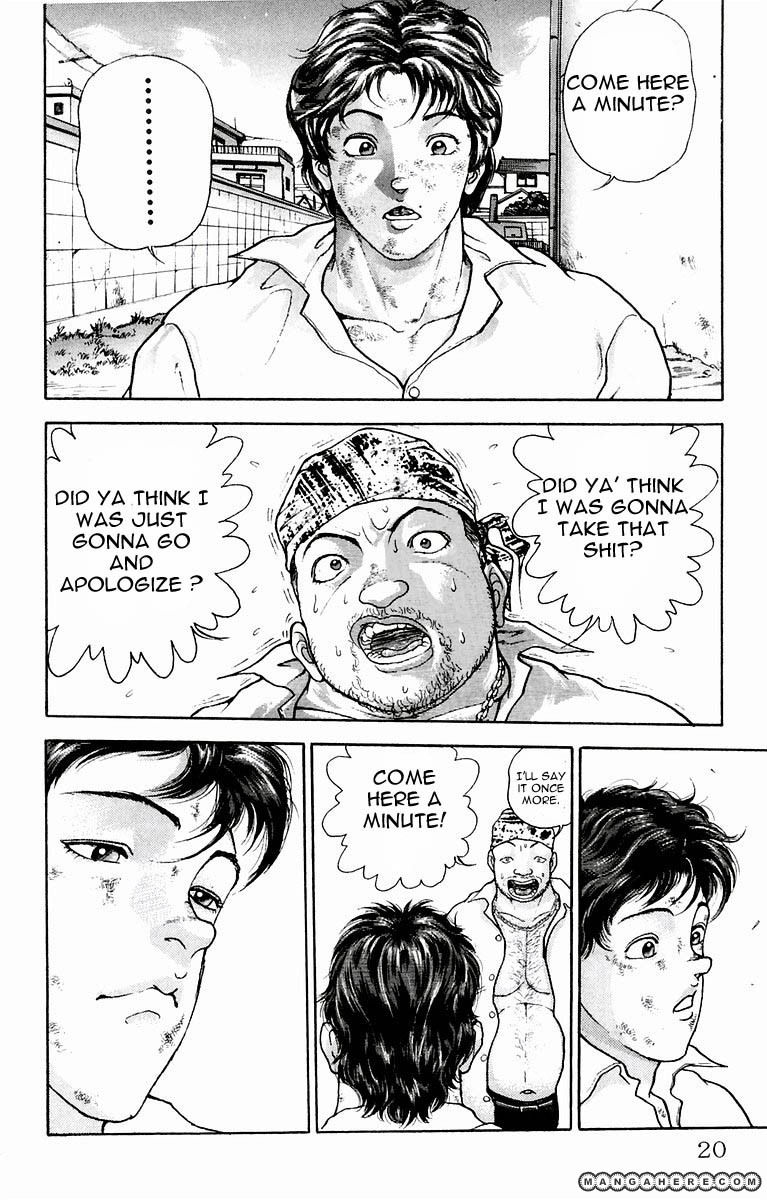 COME HERE
A MINUTE?
DID YA' THINK
I WAS GONNA
TAKE THAT
SHIT?
DID YA THINK I
WAS JUST
GONNA GO
AND
APOLOGIZE ?
I'LL SAY
IT ONCE
MORE.
COME
HERE A
MINUTE!
20
MANGAHERE.COM